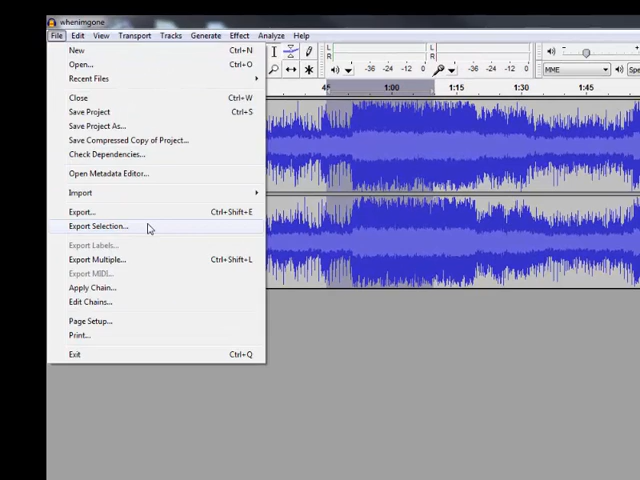 whenimgone
File Edit View Transport Tracks Generate Effect Analyze Help
New Ctrl+N
Open... Ctrl+O
Recent Files
Close Ctrl+W
Save Project Ctrl+S
Save Project As...
Save Compressed Copy of Project...
Check Dependencies...
Open Metadata Editor...
Import
Export... Ctrl+Shift+E
Export Selection...
Export Labels...
Export Multiple... Ctrl+Shift+L
Export MIDI...
Apply Chain...
Edit Chains...
Page Setup...
Print...
Exit Ctrl+Q
L
R
L
R
-36 -24 -12 0
-36 -24 -12 0
MME
1:00 1:15 1:30 1:45